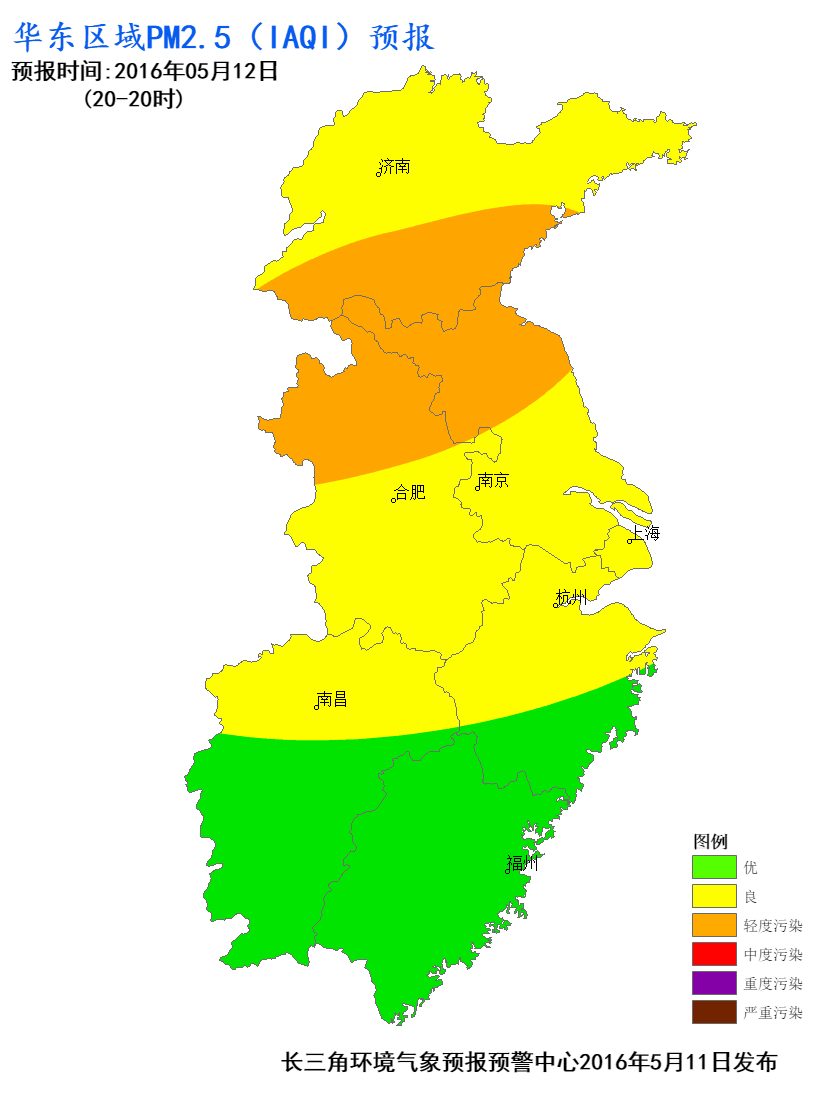 华东区域PM2.5（IAQI）预报
预报时间:2016年05月12日
(20-20时)
济南
南京
合肥
上海
杭州
南昌
福州
图例
优
良
轻度污染
中度污染
重度污染
严重污染
长三角环境气象预报预警中心2016年5月11日发布